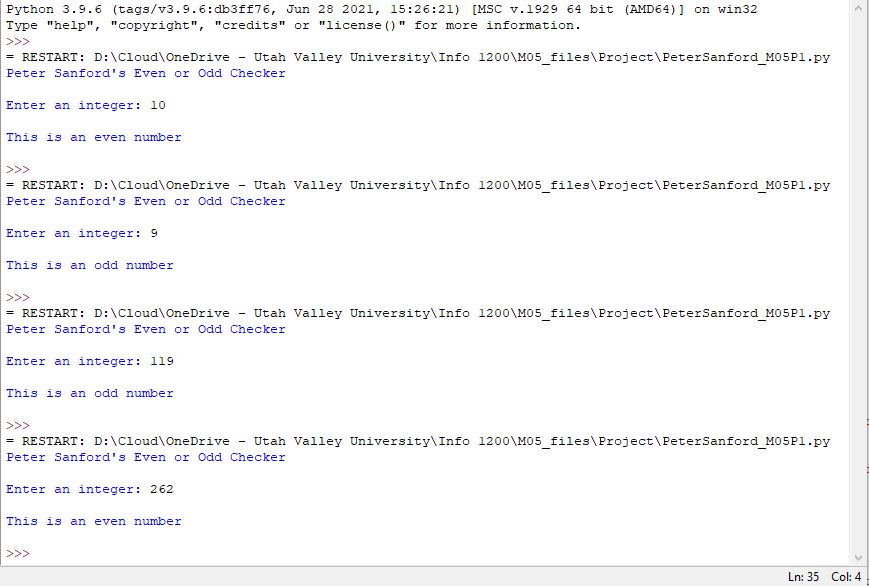 Python 3.9.6 (tags/v3.9.6:db3ff76, Jun 28 2021, 15:26:21) [MSC v.1929 64 bit (AMD64)] on win32
Type "help", "copyright", "credits" or "license()" for more information.
>>>
= RESTART: D:\Cloud\OneDrive - Utah Valley University\Info 1200\M05_files\Project\PeterSanford_M05P1.py
Peter Sanford's Even or Odd Checker
Enter an integer: 10
This is an even number
>>>
= RESTART: D:\Cloud\OneDrive - Utah Valley University\Info 1200\M05_files\Project\PeterSanford_M05P1.py
Peter Sanford's Even or Odd Checker
Enter an integer: 9
This is an odd number
>>>
= RESTART: D:\Cloud\OneDrive - Utah Valley University\Info 1200\M05_files\Project\PeterSanford_M05P1.py
Peter Sanford's Even or Odd Checker
Enter an integer: 119
This is an odd number
>>>
= RESTART: D:\Cloud\OneDrive - Utah Valley University\Info 1200\M05_files\Project\PeterSanford_M05P1.py
Peter Sanford's Even or Odd Checker
Enter an integer: 262
This is an even number
>>>
Ln: 35 Col: 4